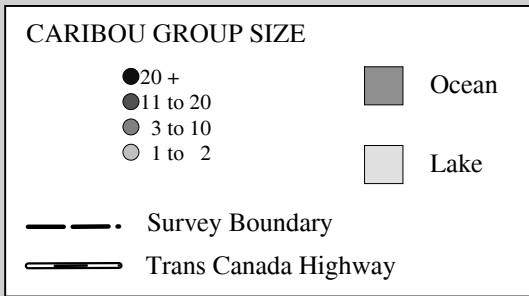 CARIBOU GROUP SIZE
20 +
11 to 20
3 to 10
1 to 2
Ocean
Lake
Survey Boundary
Trans Canada Highway